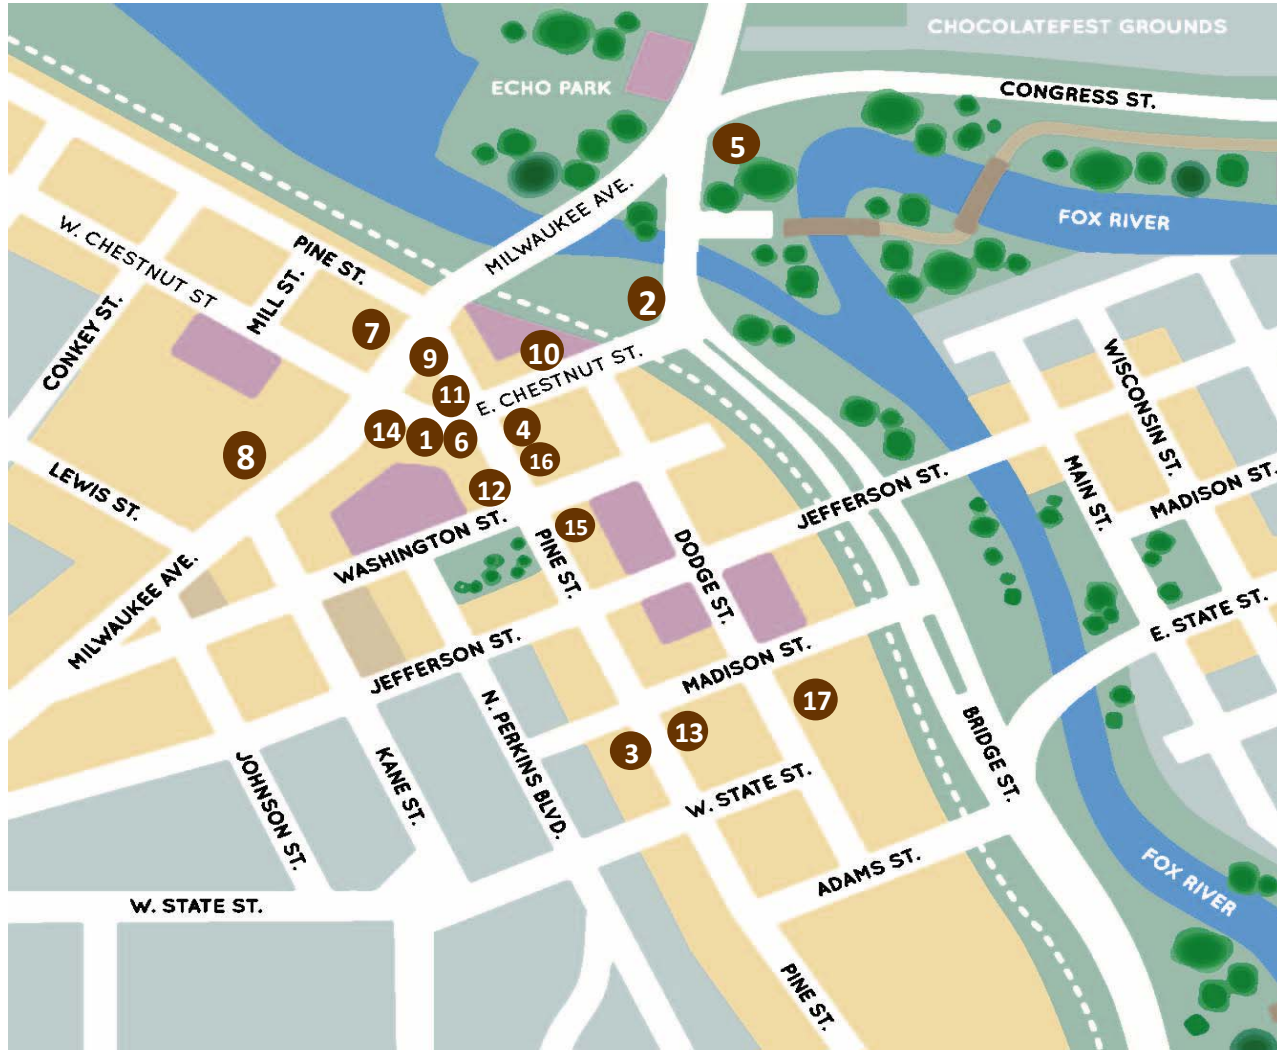 CHOCOLATEFEST GROUNDS
ECHO PARK
CONGRESS ST.
5
MILWAUKEE AVE.
FOX RIVER
W. CHESTNUT ST
PINE ST.
MILL ST.
CONKEY ST.
2
7
9
10
E. CHESTNUT ST.
11
WISCONSIN ST.
14
1
6
4
16
8
12
LEWIS ST.
JEFFERSON ST.
MAIN ST.
MADISON ST.
15
WASHINGTON ST.
PINE ST.
DODGE ST.
MILWAUKEE AVE.
E. STATE ST.
JEFFERSON ST.
MADISON ST.
17
13
3
N. PERKINS BLVD.
BRIDGE ST.
JOHNSON ST.
KANE ST.
W. STATE ST.
ADAMS ST.
FOX RIVER
W. STATE ST.
PINE ST.